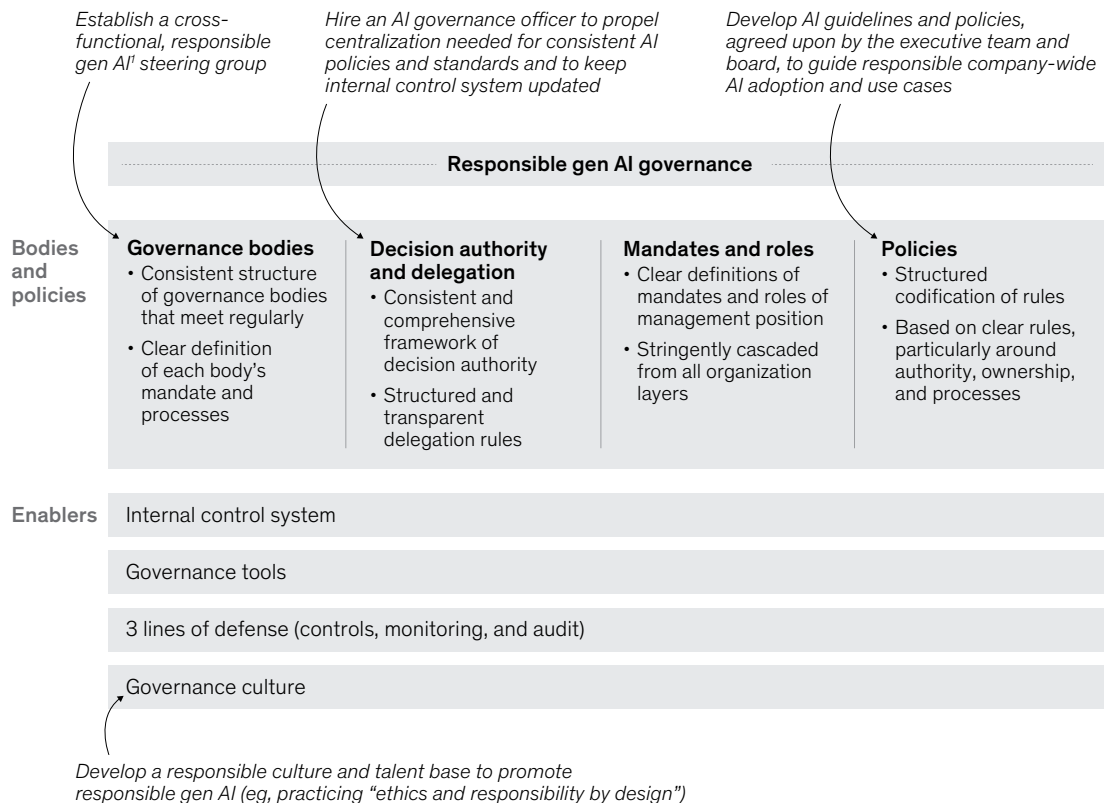 Establish a cross-
functional, responsible
gen AI¹ steering group
Hire an AI governance officer to propel
centralization needed for consistent AI
policies and standards and to keep
internal control system updated
Develop AI guidelines and policies,
agreed upon by the executive team and
board, to guide responsible company-wide
AI adoption and use cases
Responsible gen AI governance
Bodies
and
policies
Governance bodies
• Consistent structure
of governance bodies
that meet regularly
• Clear definition
of each body’s
mandate and
processes
Decision authority
and delegation
• Consistent and
comprehensive
framework of
decision authority
• Structured and
transparent
delegation rules
Mandates and roles
• Clear definitions of
mandates and roles of
management position
• Stringently cascaded
from all organization
layers
Policies
• Structured
codification of rules
• Based on clear rules,
particularly around
authority, ownership,
and processes
Enablers
Internal control system
Governance tools
3 lines of defense (controls, monitoring, and audit)
Governance culture
Develop a responsible culture and talent base to promote
responsible gen AI (eg, practicing “ethics and responsibility by design”)